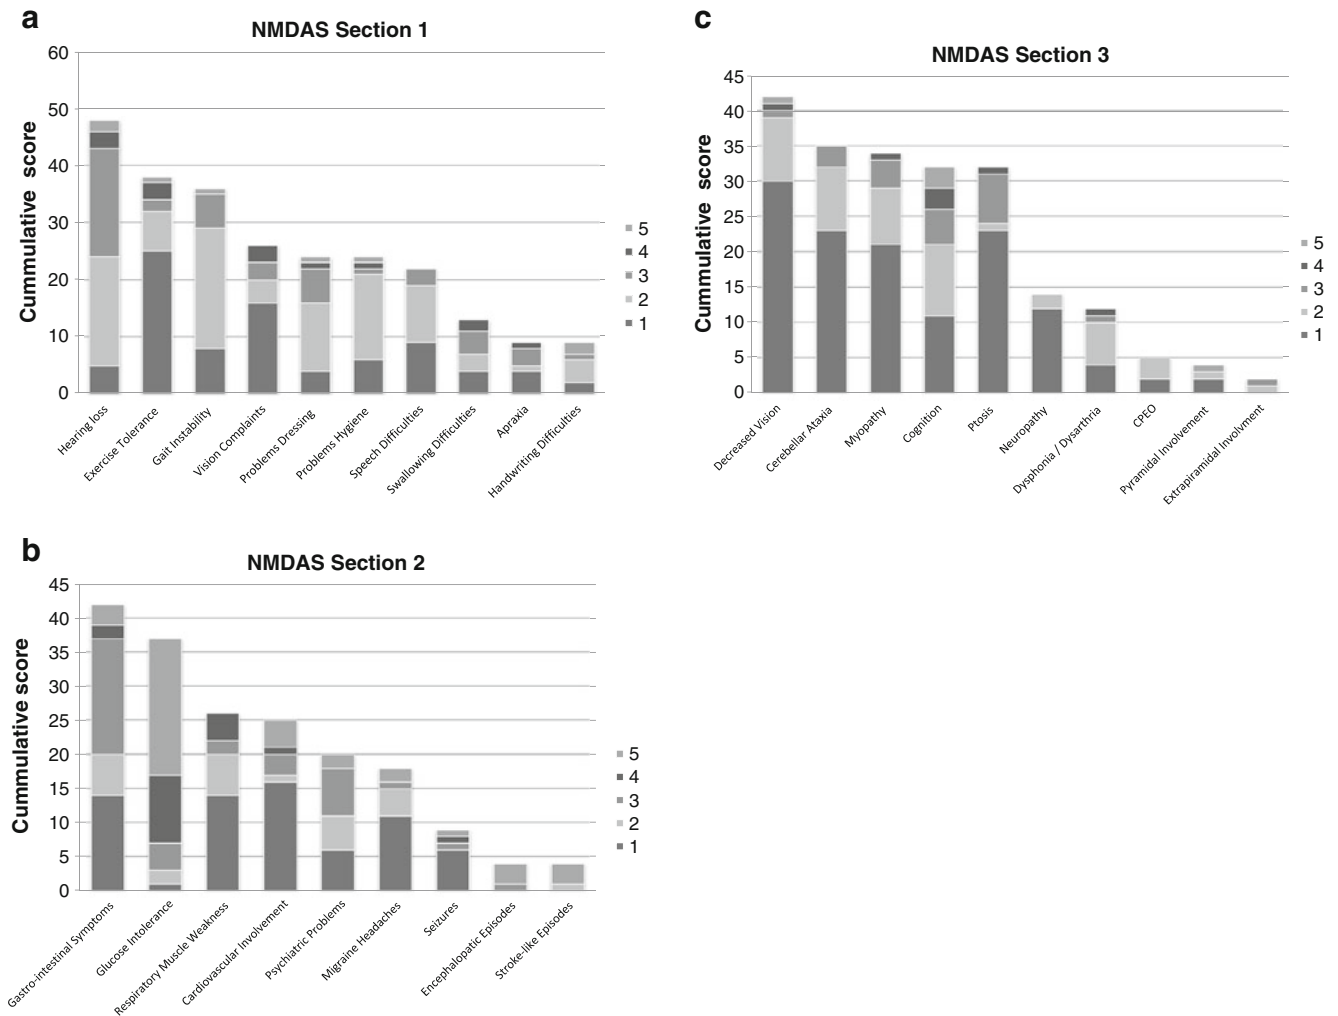 a
NMDAS Section 1
Cummulative score
60
50
40
30
20
10
0
Hearing loss
Exercise Tolerance
Gait Instability
Vision Complaints
Problems Dressing
Problems Hygiene
Speech Difficulties
Swallowing Difficulties
Apraxia
Handwriting Difficulties
5
4
3
2
1
b
NMDAS Section 2
Cummulative score
45
40
35
30
25
20
15
10
5
0
Gastro-intestinal Symptoms
Glucose Intolerance
Respiratory Muscle Weakness
Cardiovascular Involvement
Psychiatric Problems
Migraine Headaches
Seizures
Encephalopatic Episodes
Stroke-like Episodes
5
4
3
2
1
c
NMDAS Section 3
Cummulative score
45
40
35
30
25
20
15
10
5
0
Decreased Vision
Cerebellar Ataxia
Myopathy
Cognition
Ptosis
Neuropathy
Dysphonia / Dysarthria
CPEO
Pyramidal Involvement
Extrapiramidal Involvment
5
4
3
2
1